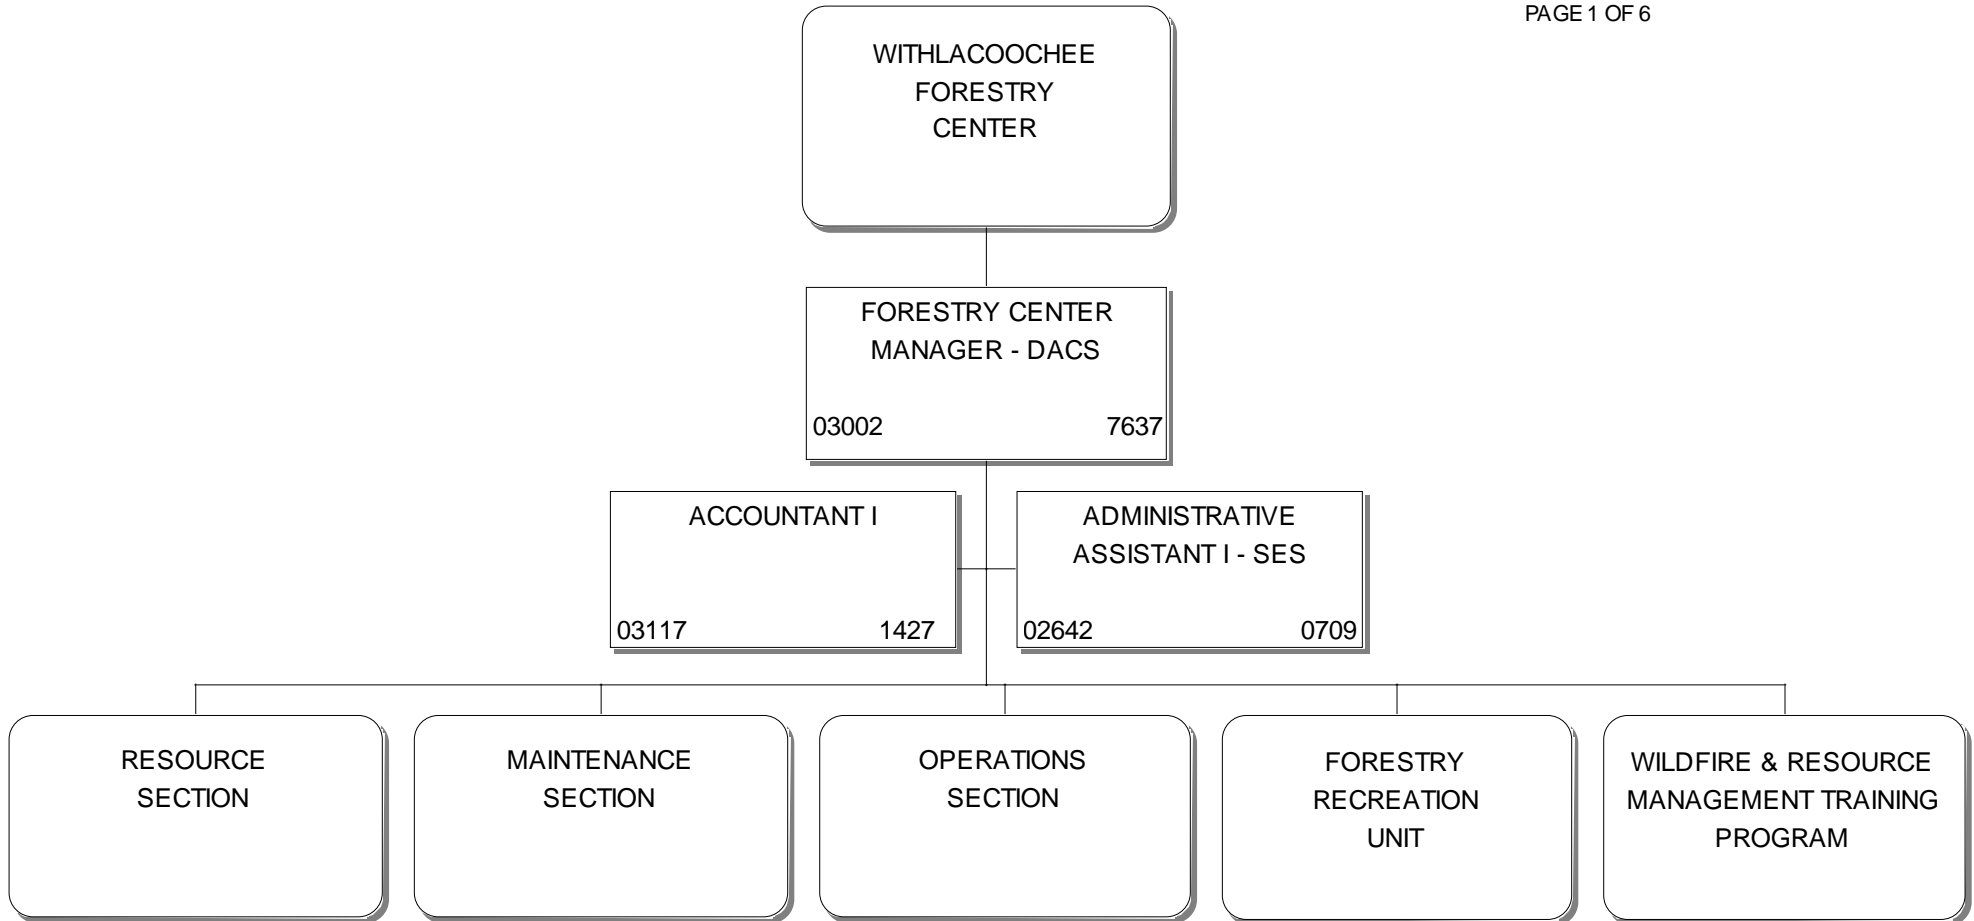 PAGE 1 OF 6
WITHLACOOCHEE
FORESTRY
CENTER
FORESTRY CENTER
MANAGER - DACS
03002 7637
ACCOUNTANT I
03117 1427
ADMINISTRATIVE
ASSISTANT I - SES
02642 0709
RESOURCE
SECTION
MAINTENANCE
SECTION
OPERATIONS
SECTION
FORESTRY
RECREATION
UNIT
WILDFIRE & RESOURCE
MANAGEMENT TRAINING
PROGRAM